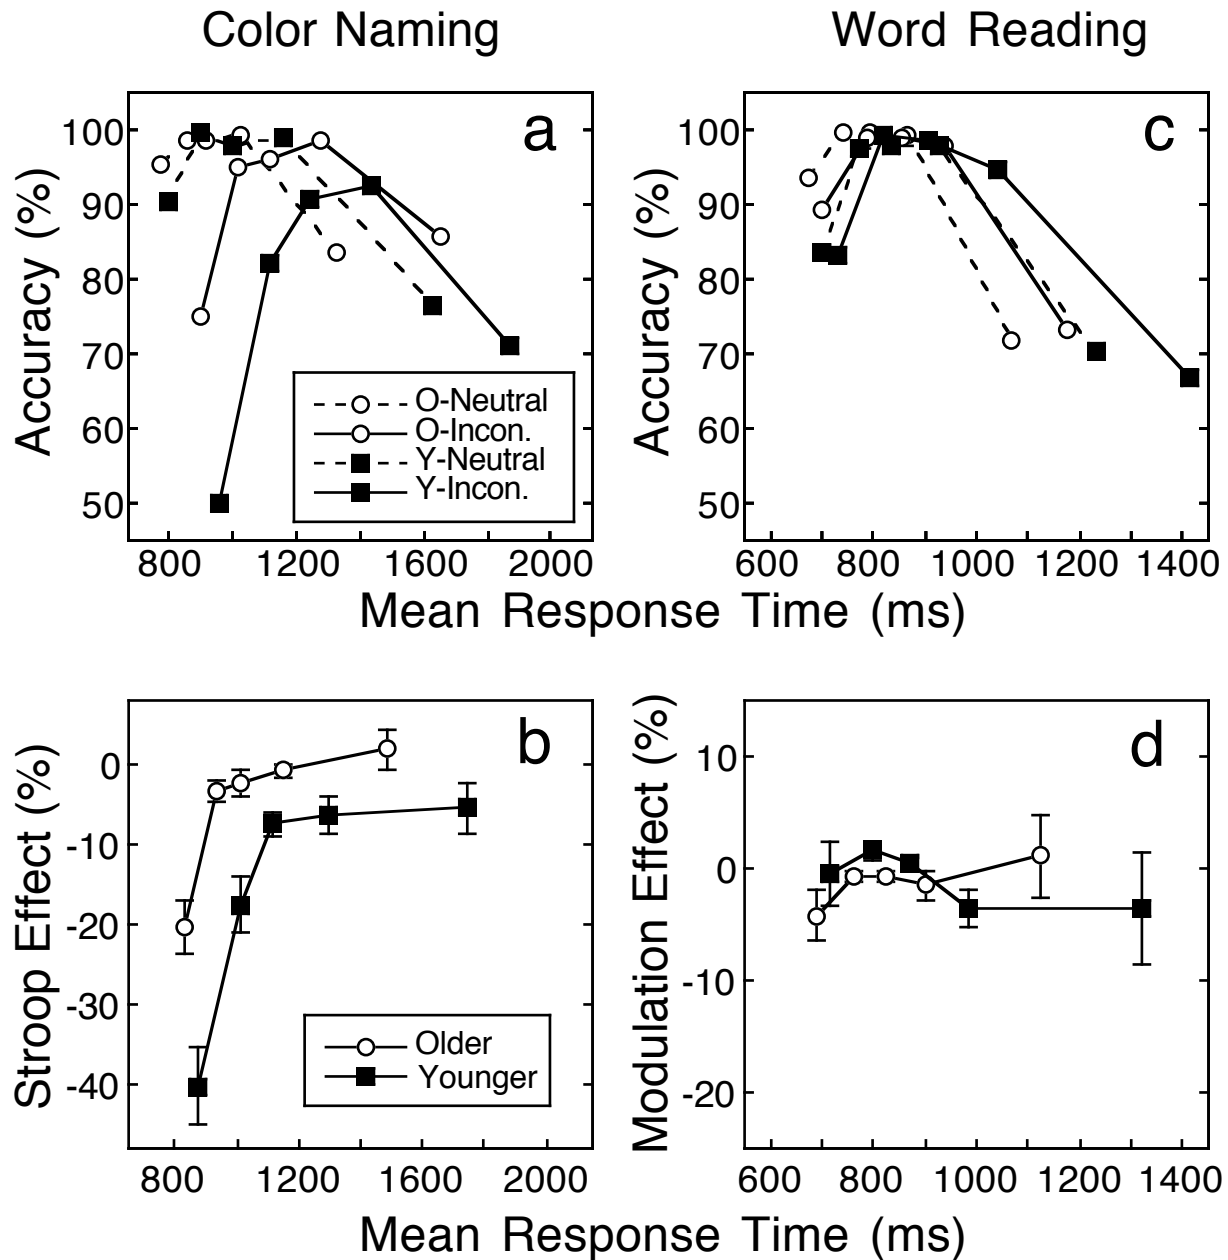 Color Naming
Word Reading
a
Accuracy (%)
100
90
80
70
60
50
O-Neutral
O-Incon.
Y-Neutral
Y-Incon.
800
1200
1600
2000
c
Accuracy (%)
100
90
80
70
60
50
600
800
1000
1200
1400
Mean Response Time (ms)
b
Stroop Effect (%)
0
-10
-20
-30
-40
Older
Younger
800
1200
1600
2000
d
Modulation Effect (%)
10
0
-10
-20
600
800
1000
1200
1400
Mean Response Time (ms)